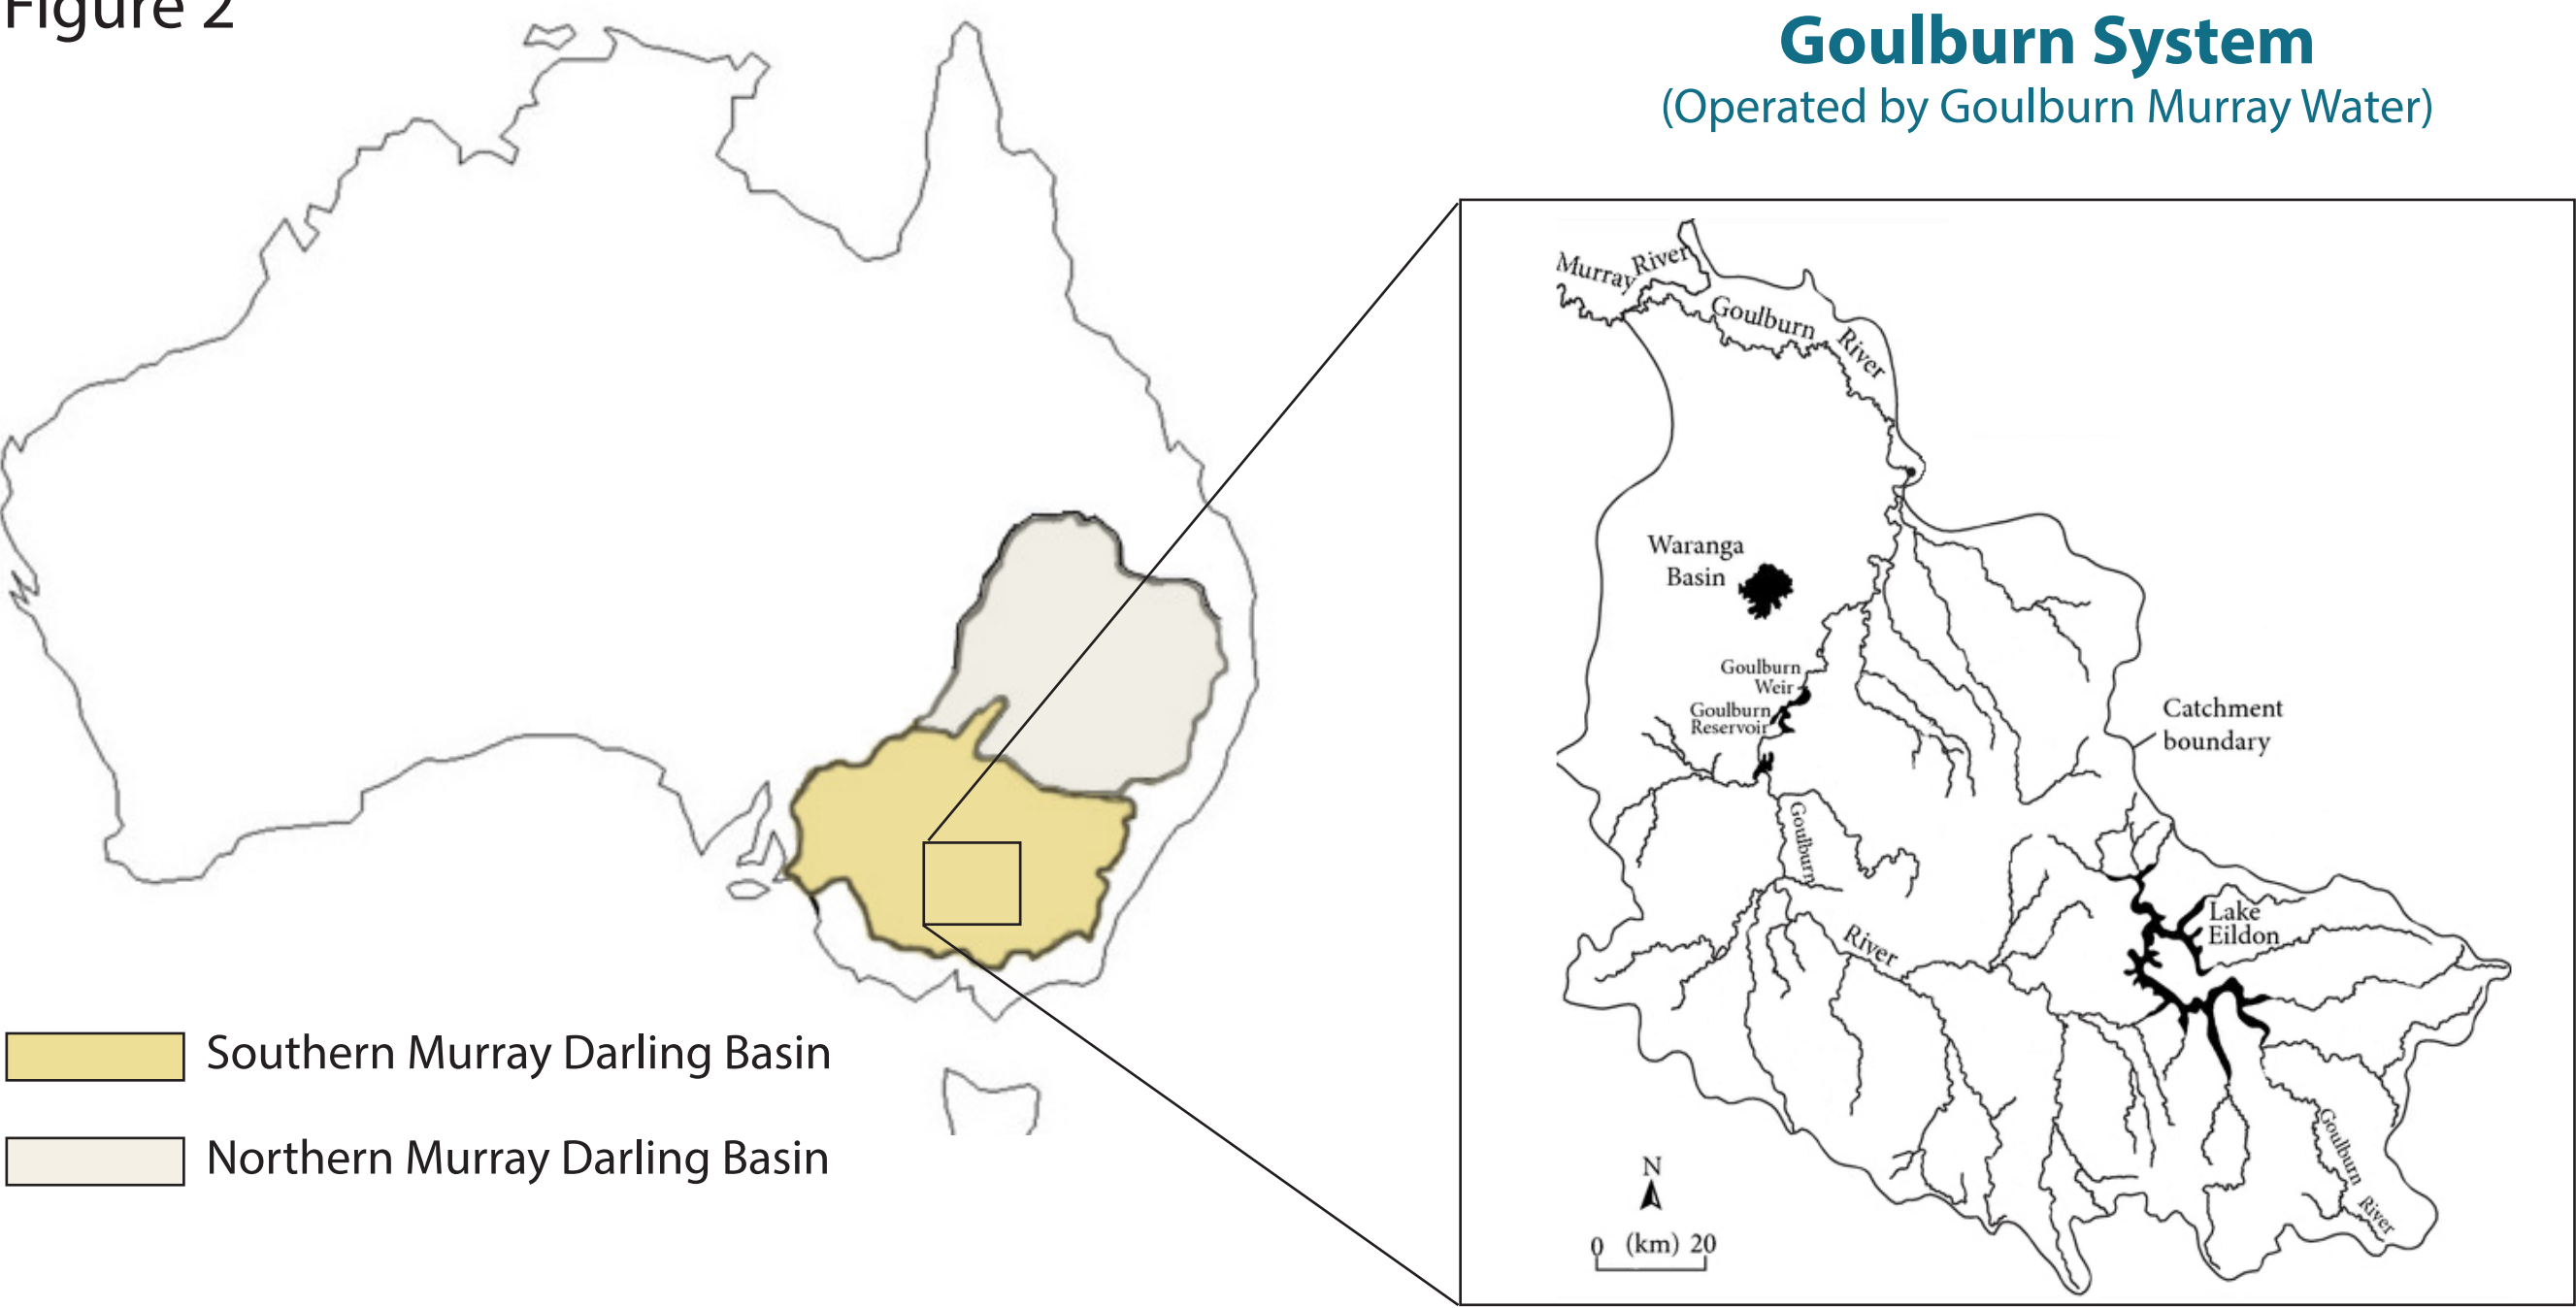 Figure 2
Goulburn System
(Operated by Goulburn Murray Water)
Murray River
Goulburn River
Waranga
Basin
Goulburn
Weir
Goulburn
Reservoir
Catchment
boundary
Goulburn
River
Lake
Eildon
Goulburn River
N
0 (km) 20
Southern Murray Darling Basin
Northern Murray Darling Basin